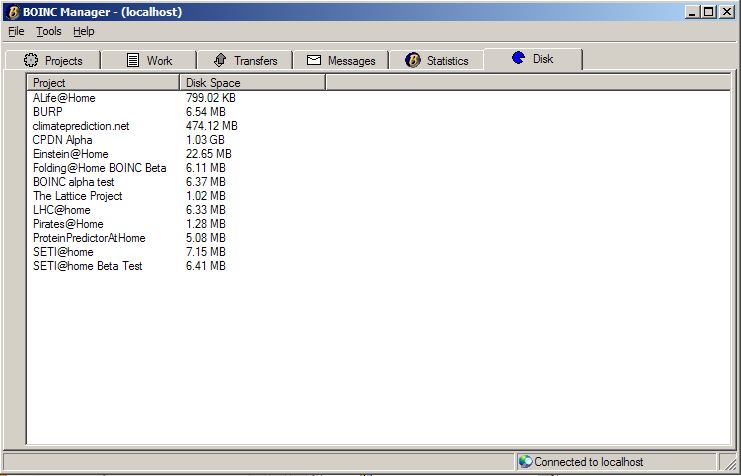 BOINC Manager - (localhost)
File Tools Help
Projects Work Transfers Messages Statistics Disk
Project Disk Space
ALife@Home 799.02 KB
BURP 6.54 MB
climateprediction.net 474.12 MB
CPDN Alpha 1.03 GB
Einstein@Home 22.65 MB
Folding@Home BOINC Beta 6.11 MB
BOINC alpha test 6.37 MB
The Lattice Project 1.02 MB
LHC@home 6.33 MB
Pirates@Home 1.28 MB
ProteinPredictorAtHome 5.08 MB
SETI@home 7.15 MB
SETI@home Beta Test 6.41 MB
Connected to localhost